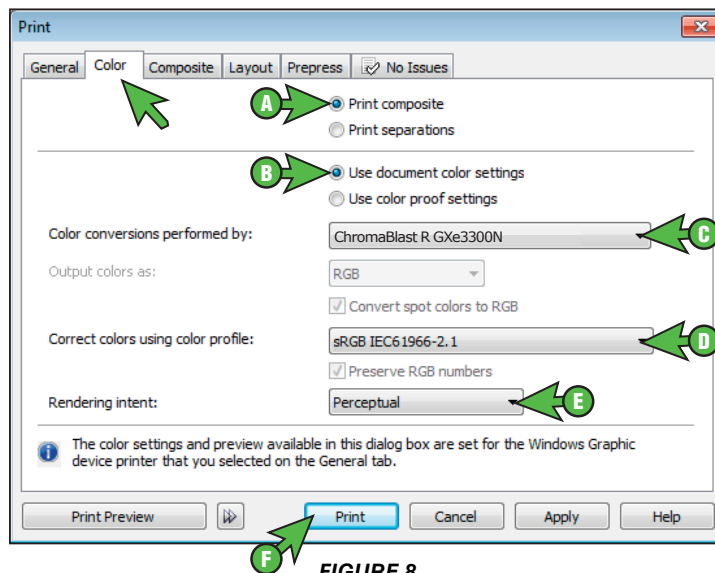 Print
General Color Composite Layout Prepress No Issues
A Print composite
Print separations
B Use document color settings
Use color proof settings
Color conversions performed by: ChromaBlast R GXe3300N C
Output colors as: RGB
Convert spot colors to RGB
Correct colors using color profile: sRGB IEC61966-2.1 D
Preserve RGB numbers
Rendering intent: Perceptual E
The color settings and preview available in this dialog box are set for the Windows Graphic
device printer that you selected on the General tab.
Print Preview Print Cancel Apply Help
F
FIGURE 8